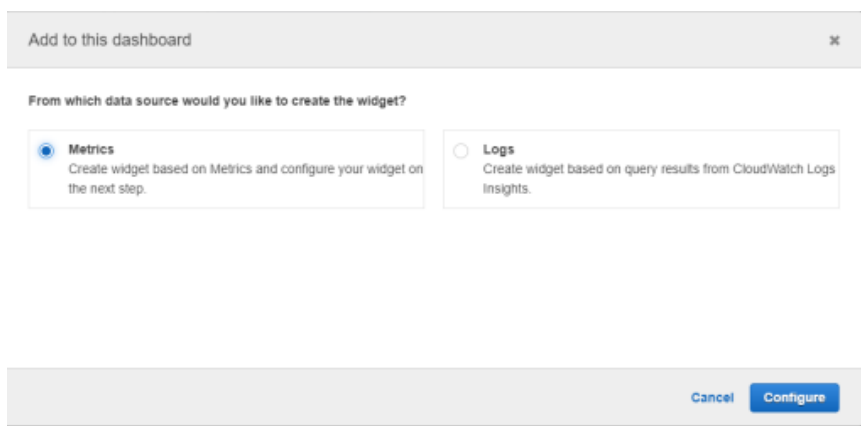 Add to this dashboard
From which data source would you like to create the widget?
Metrics
Create widget based on Metrics and configure your widget on
the next step.
Logs
Create widget based on query results from CloudWatch Logs
Insights.
Cancel
Configure